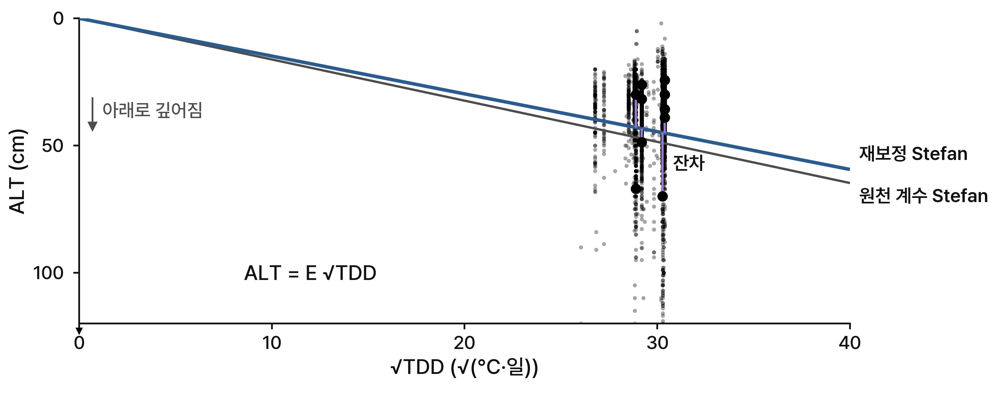 0
50
100
ALT (cm)
아래로 깊어짐
잔차
재보정 Stefan
원천 계수 Stefan
ALT = E √TDD
0 10 20 30 40
√TDD (√(°C·일))